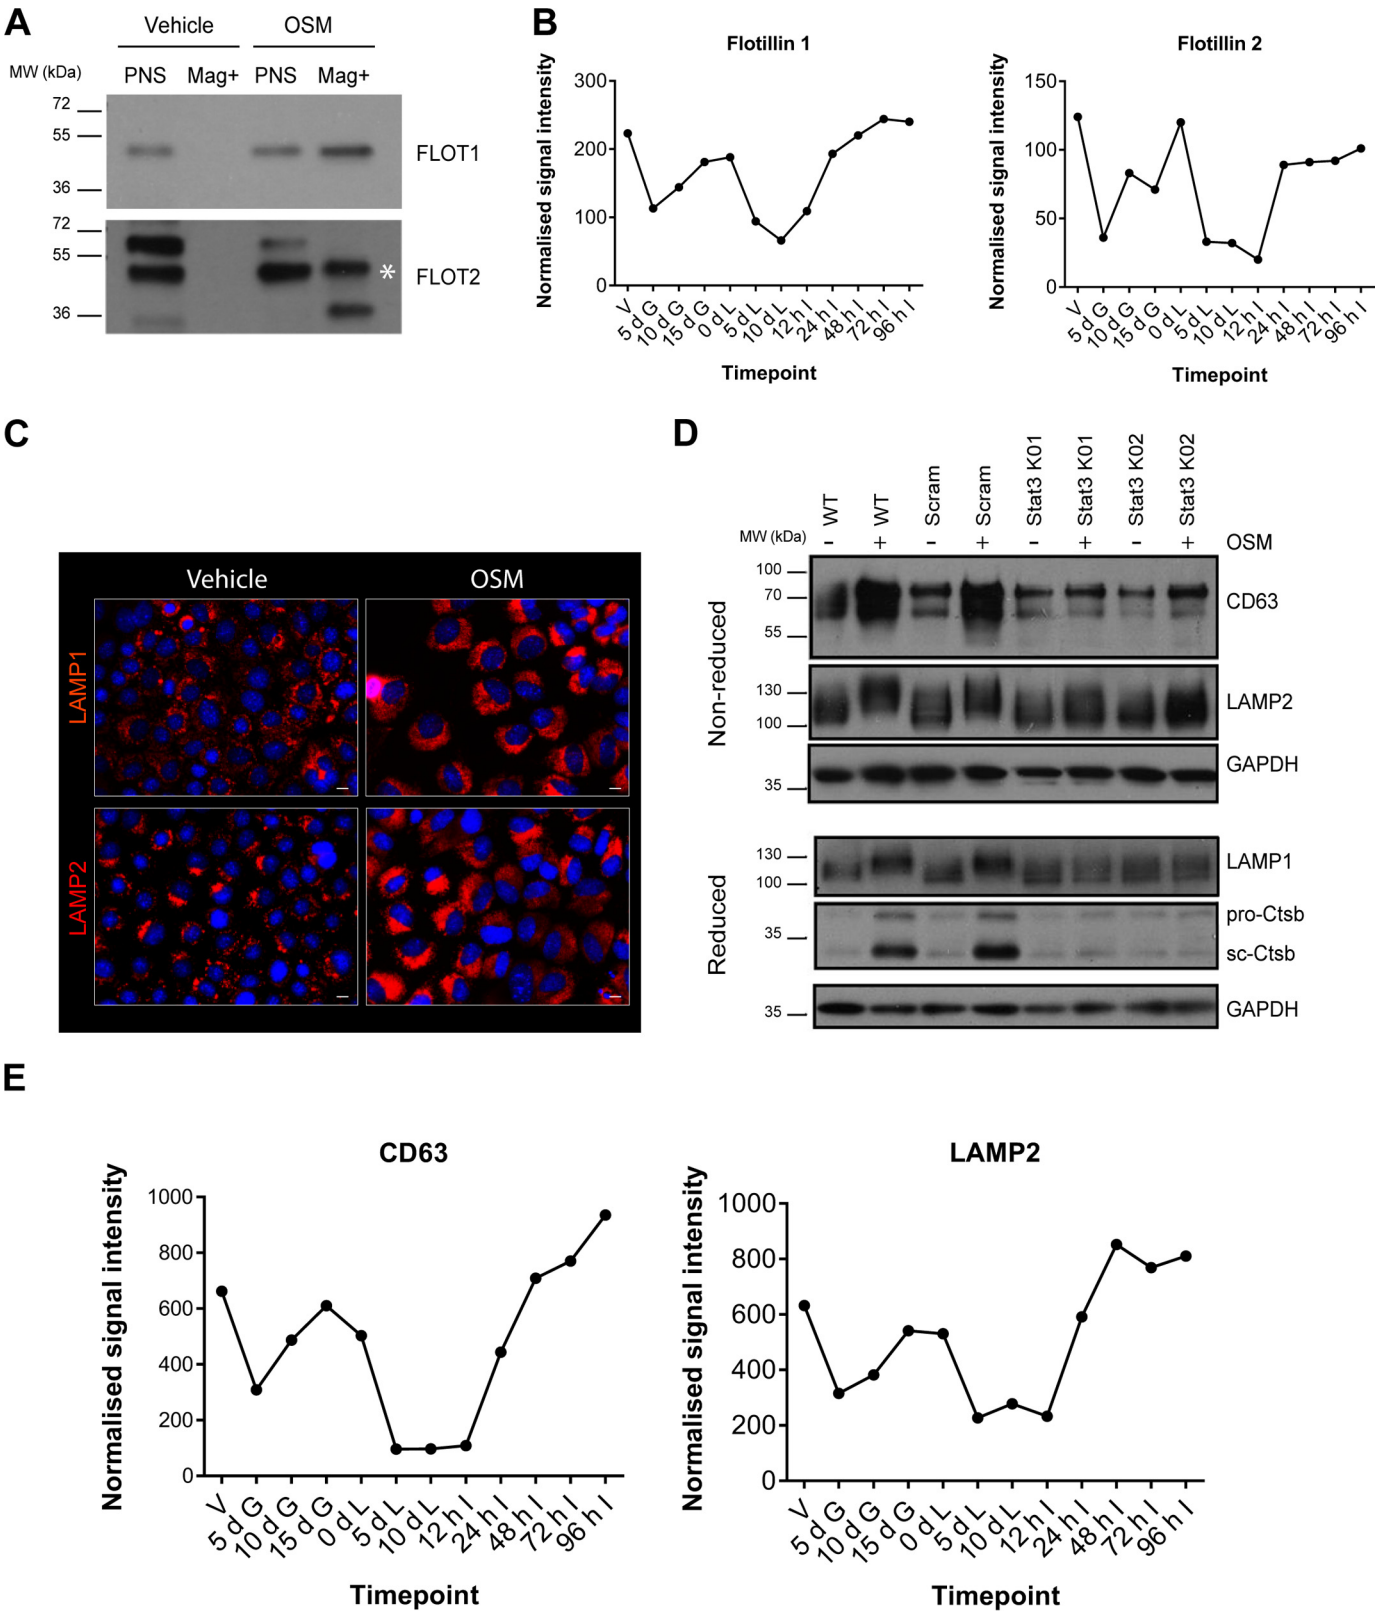 A
Vehicle OSM
MW (kDa) PNS Mag+ PNS Mag+
72
55
36
FLOT1
72
55
36
FLOT2
*
B
Flotillin 1
Normalised signal intensity
300
200
100
0
V 5 d G 10 d G 15 d G 0 d L 5 d L 10 d L 12 h I 24 h I 48 h I 72 h I 96 h I
Timepoint
Flotillin 2
Normalised signal intensity
150
100
50
0
V 5 d G 10 d G 15 d G 0 d L 5 d L 10 d L 12 h I 24 h I 48 h I 72 h I 96 h I
Timepoint
C
Vehicle OSM
LAMP1
LAMP2
D
WT WT Scram Scram Stat3 K01 Stat3 K01 Stat3 K02 Stat3 K02
MW (kDa) - + - + - + - + OSM
Non-reduced
100
70
55
CD63
130
100
LAMP2
35
GAPDH
Reduced
130
100
LAMP1
35
pro-Ctsb
sc-Ctsb
35
GAPDH
E
CD63
Normalised signal intensity
1000
800
600
400
200
0
V 5 d G 10 d G 15 d G 0 d L 5 d L 10 d L 12 h I 24 h I 48 h I 72 h I 96 h I
Timepoint
LAMP2
Normalised signal intensity
1000
800
600
400
200
0
V 5 d G 10 d G 15 d G 0 d L 5 d L 10 d L 12 h I 24 h I 48 h I 72 h I 96 h I
Timepoint